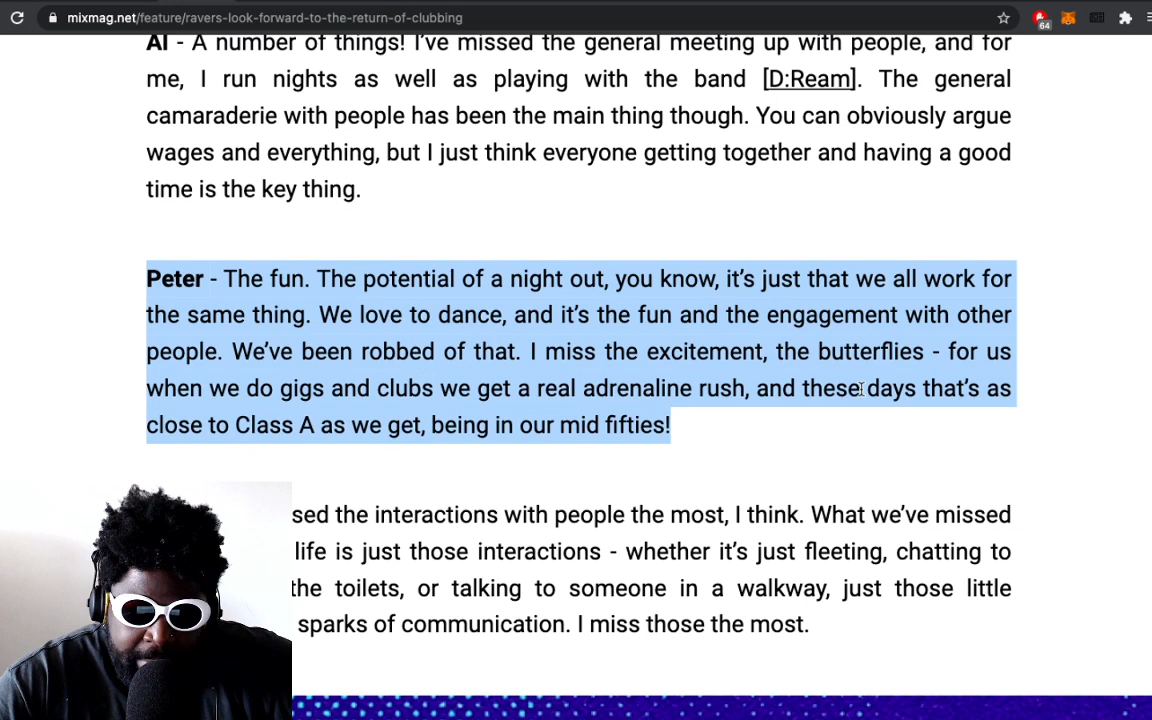 mixmag.net/feature/ravers-look-forward-to-the-return-of-clubbing
64
Al - A number of things! I've missed the general meeting up with people, and for
me, I run nights as well as playing with the band [D:Ream]. The general
camaraderie with people has been the main thing though. You can obviously argue
wages and everything, but I just think everyone getting together and having a good
time is the key thing.
Peter - The fun. The potential of a night out, you know, it's just that we all work for
the same thing. We love to dance, and it's the fun and the engagement with other
people. We've been robbed of that. I miss the excitement, the butterflies - for us
when we do gigs and clubs we get a real adrenaline rush, and these days that's as
close to Class A as we get, being in our mid fifties!
sed the interactions with people the most, I think. What we've missed
life is just those interactions - whether it's just fleeting, chatting to
the toilets, or talking to someone in a walkway, just those little
sparks of communication. I miss those the most.